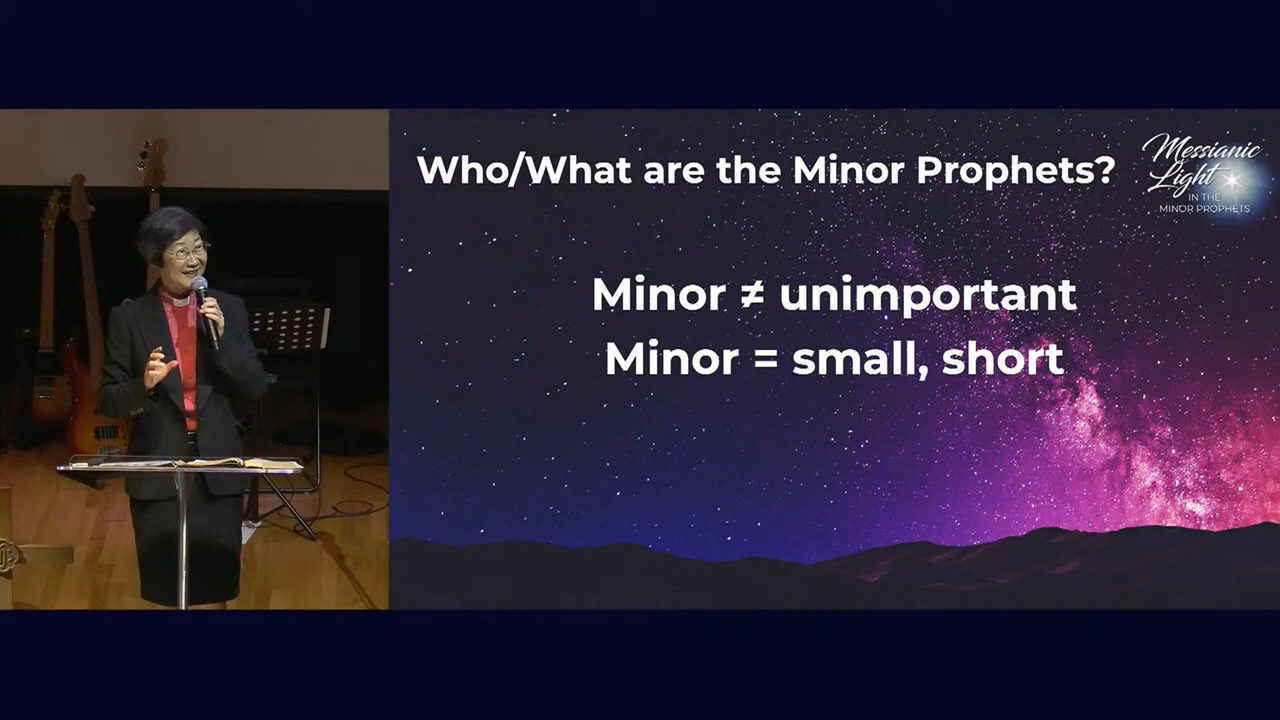 Who/What are the Minor Prophets?
Messianic
Light
IN THE
MINOR PROPHETS
Minor ≠ unimportant
Minor = small, short